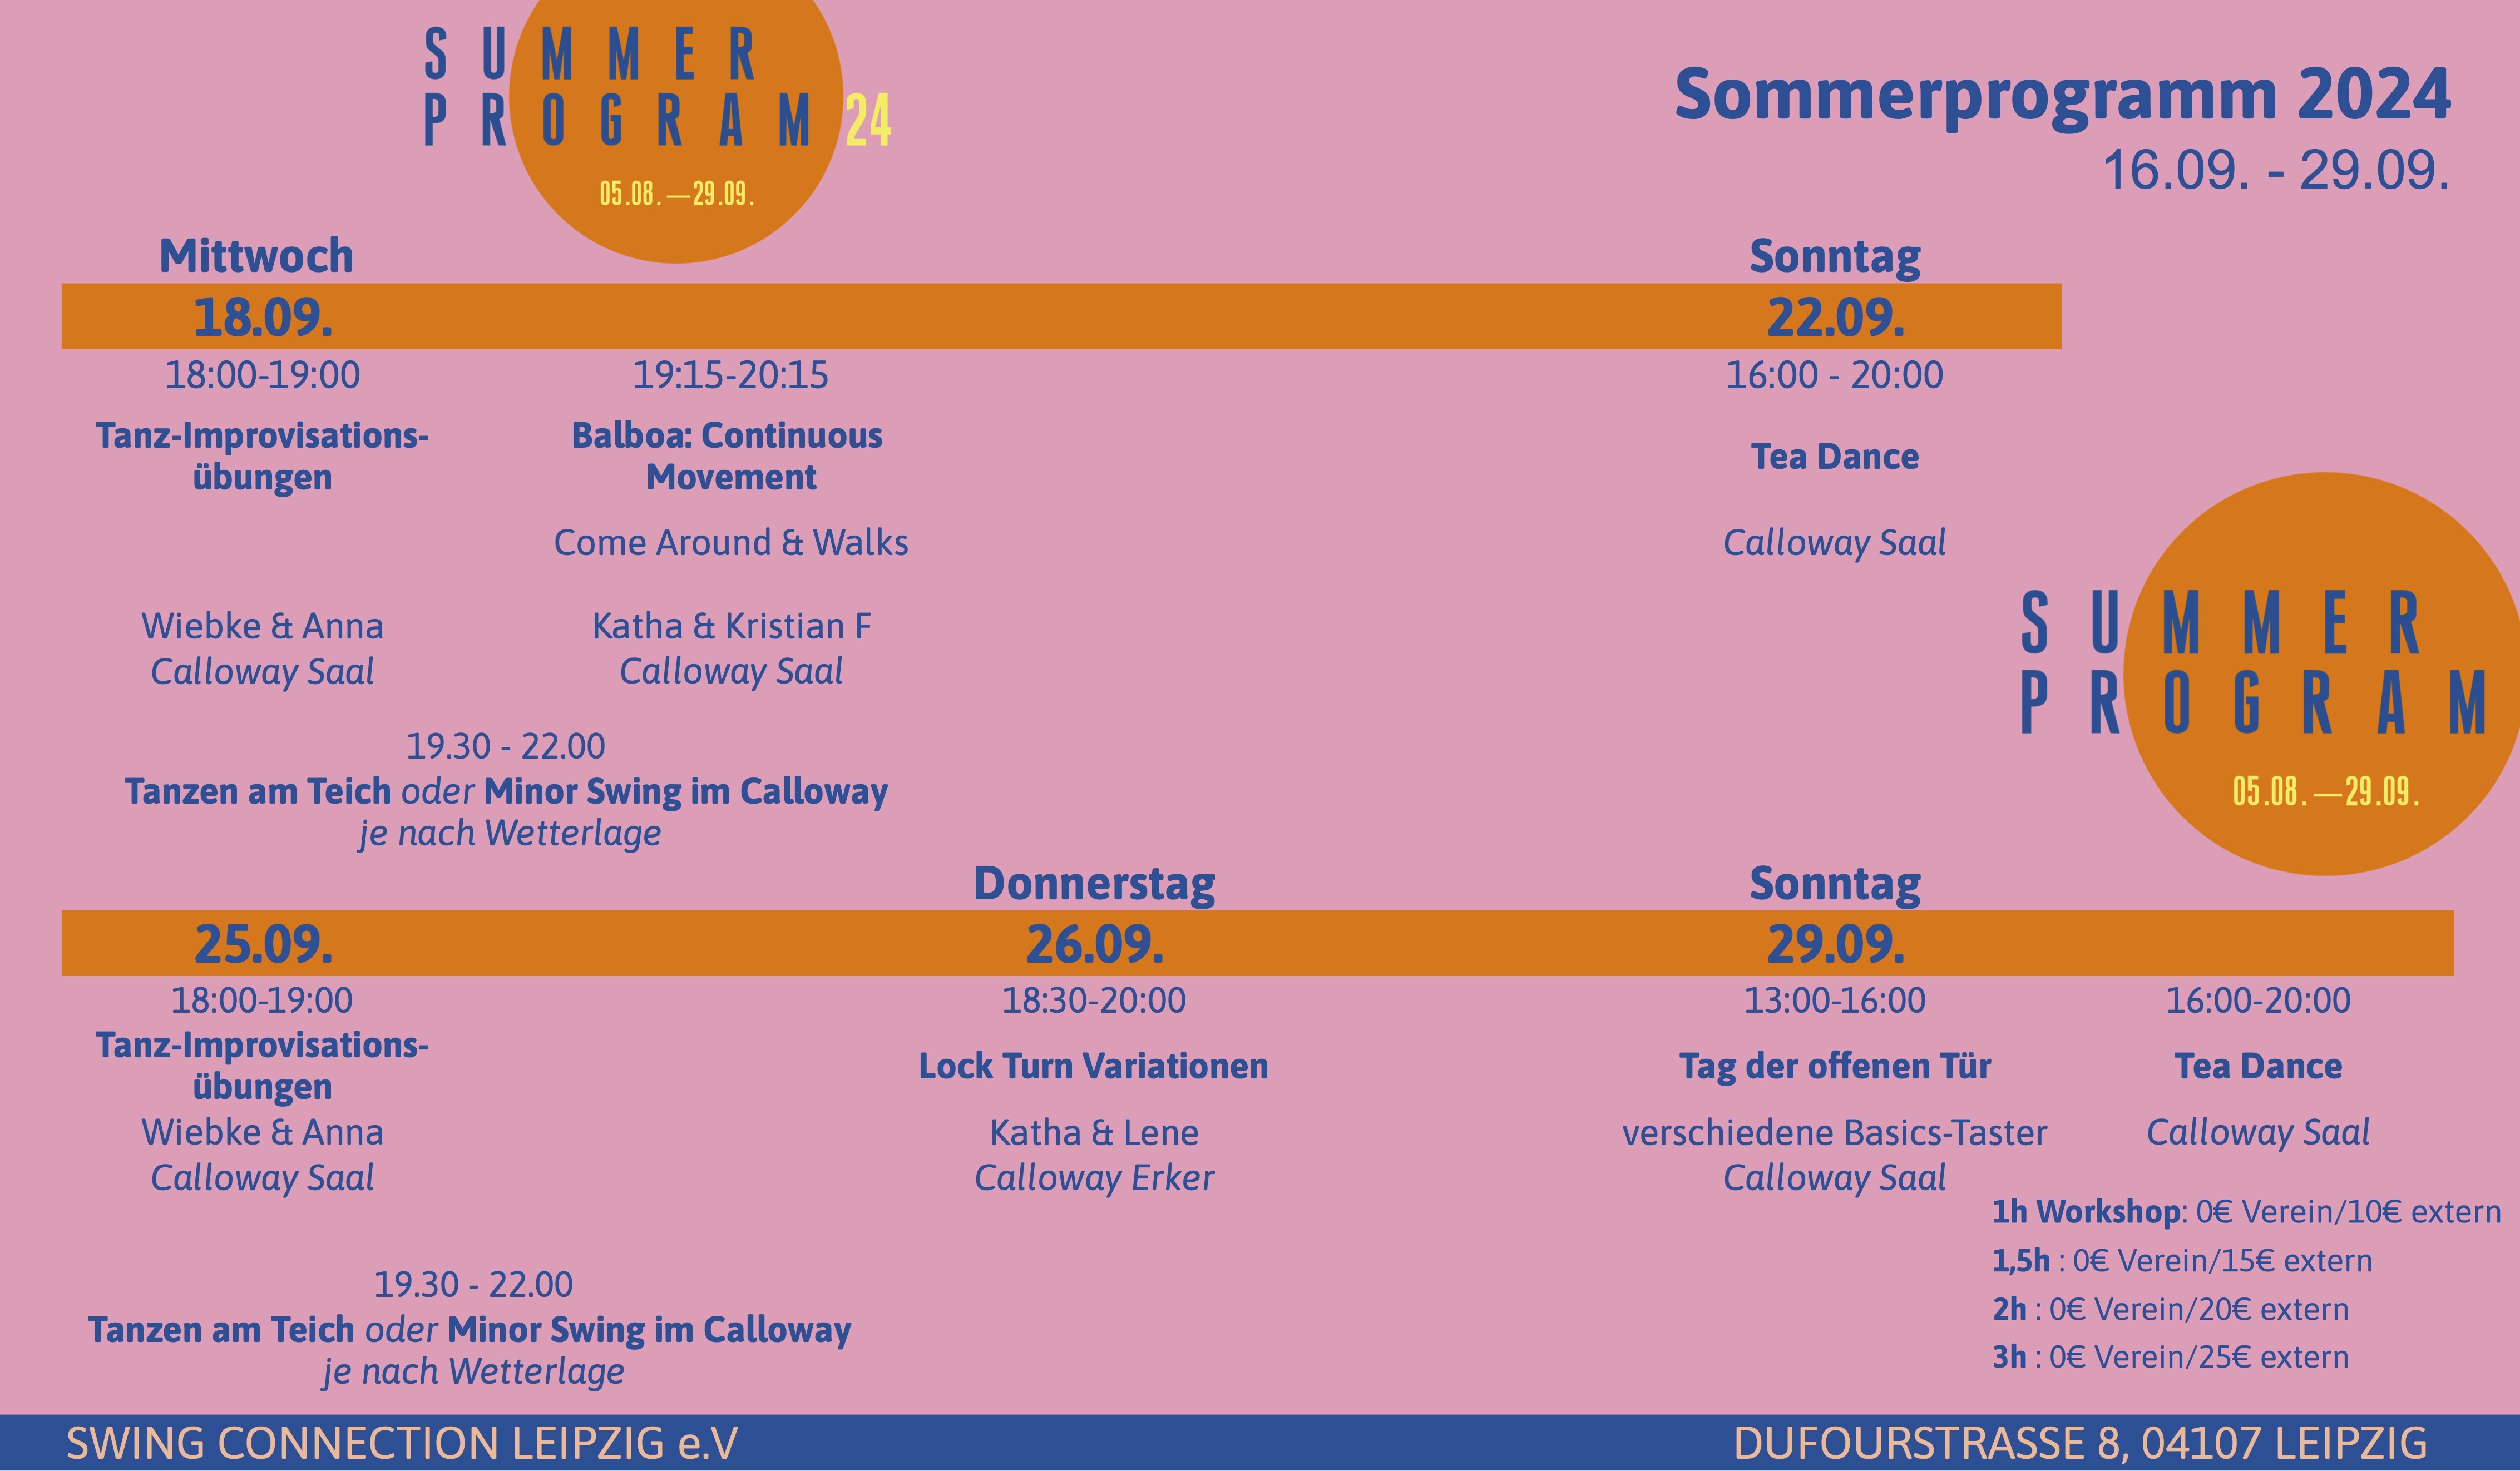 SUMMER
PROGRAM24
05.08.—29.09.
Sommerprogramm 2024
16.09. - 29.09.
Mittwoch
18.09.
18:00-19:00
Tanz-Improvisations-
übungen
Wiebke & Anna
Calloway Saal
19:15-20:15
Balboa: Continuous
Movement
Come Around & Walks
Katha & Kristian F
Calloway Saal
19.30 - 22.00
Tanzen am Teich oder Minor Swing im Calloway
je nach Wetterlage
Sonntag
22.09.
16:00 - 20:00
Tea Dance
Calloway Saal
SUMMER
PROGRAM
05.08.—29.09.
25.09.
18:00-19:00
Tanz-Improvisations-
übungen
Wiebke & Anna
Calloway Saal
19.30 - 22.00
Tanzen am Teich oder Minor Swing im Calloway
je nach Wetterlage
Donnerstag
26.09.
18:30-20:00
Lock Turn Variationen
Katha & Lene
Calloway Erker
Sonntag
29.09.
13:00-16:00
Tag der offenen Tür
verschiedene Basics-Taster
Calloway Saal
16:00-20:00
Tea Dance
Calloway Saal
1h Workshop: 0€ Verein/10€ extern
1,5h : 0€ Verein/15€ extern
2h : 0€ Verein/20€ extern
3h : 0€ Verein/25€ extern
SWING CONNECTION LEIPZIG e.V
DUFOURSTRASSE 8, 04107 LEIPZIG